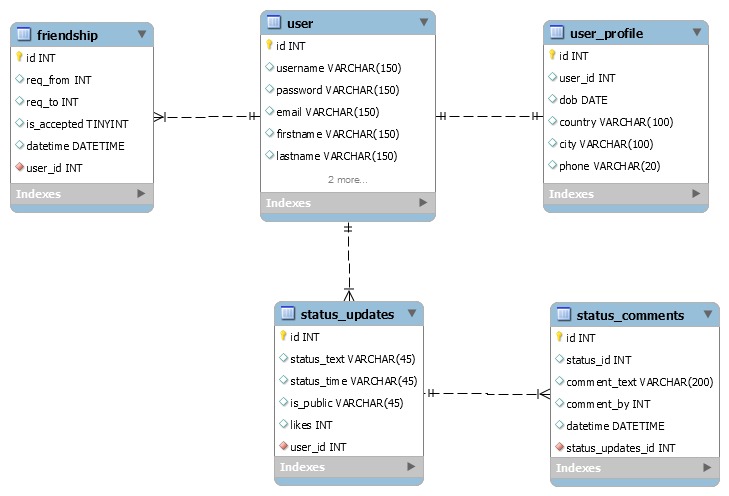 friendship
id INT
req_from INT
req_to INT
is_accepted TINYINT
datetime DATETIME
user_id INT
Indexes
user
id INT
username VARCHAR(150)
password VARCHAR(150)
email VARCHAR(150)
firstname VARCHAR(150)
lastname VARCHAR(150)
2 more...
Indexes
user_profile
id INT
user_id INT
dob DATE
country VARCHAR(100)
city VARCHAR(100)
phone VARCHAR(20)
Indexes
status_updates
id INT
status_text VARCHAR(45)
status_time VARCHAR(45)
is_public VARCHAR(45)
likes INT
user_id INT
Indexes
status_comments
id INT
status_id INT
comment_text VARCHAR(200)
comment_by INT
datetime DATETIME
status_updates_id INT
Indexes